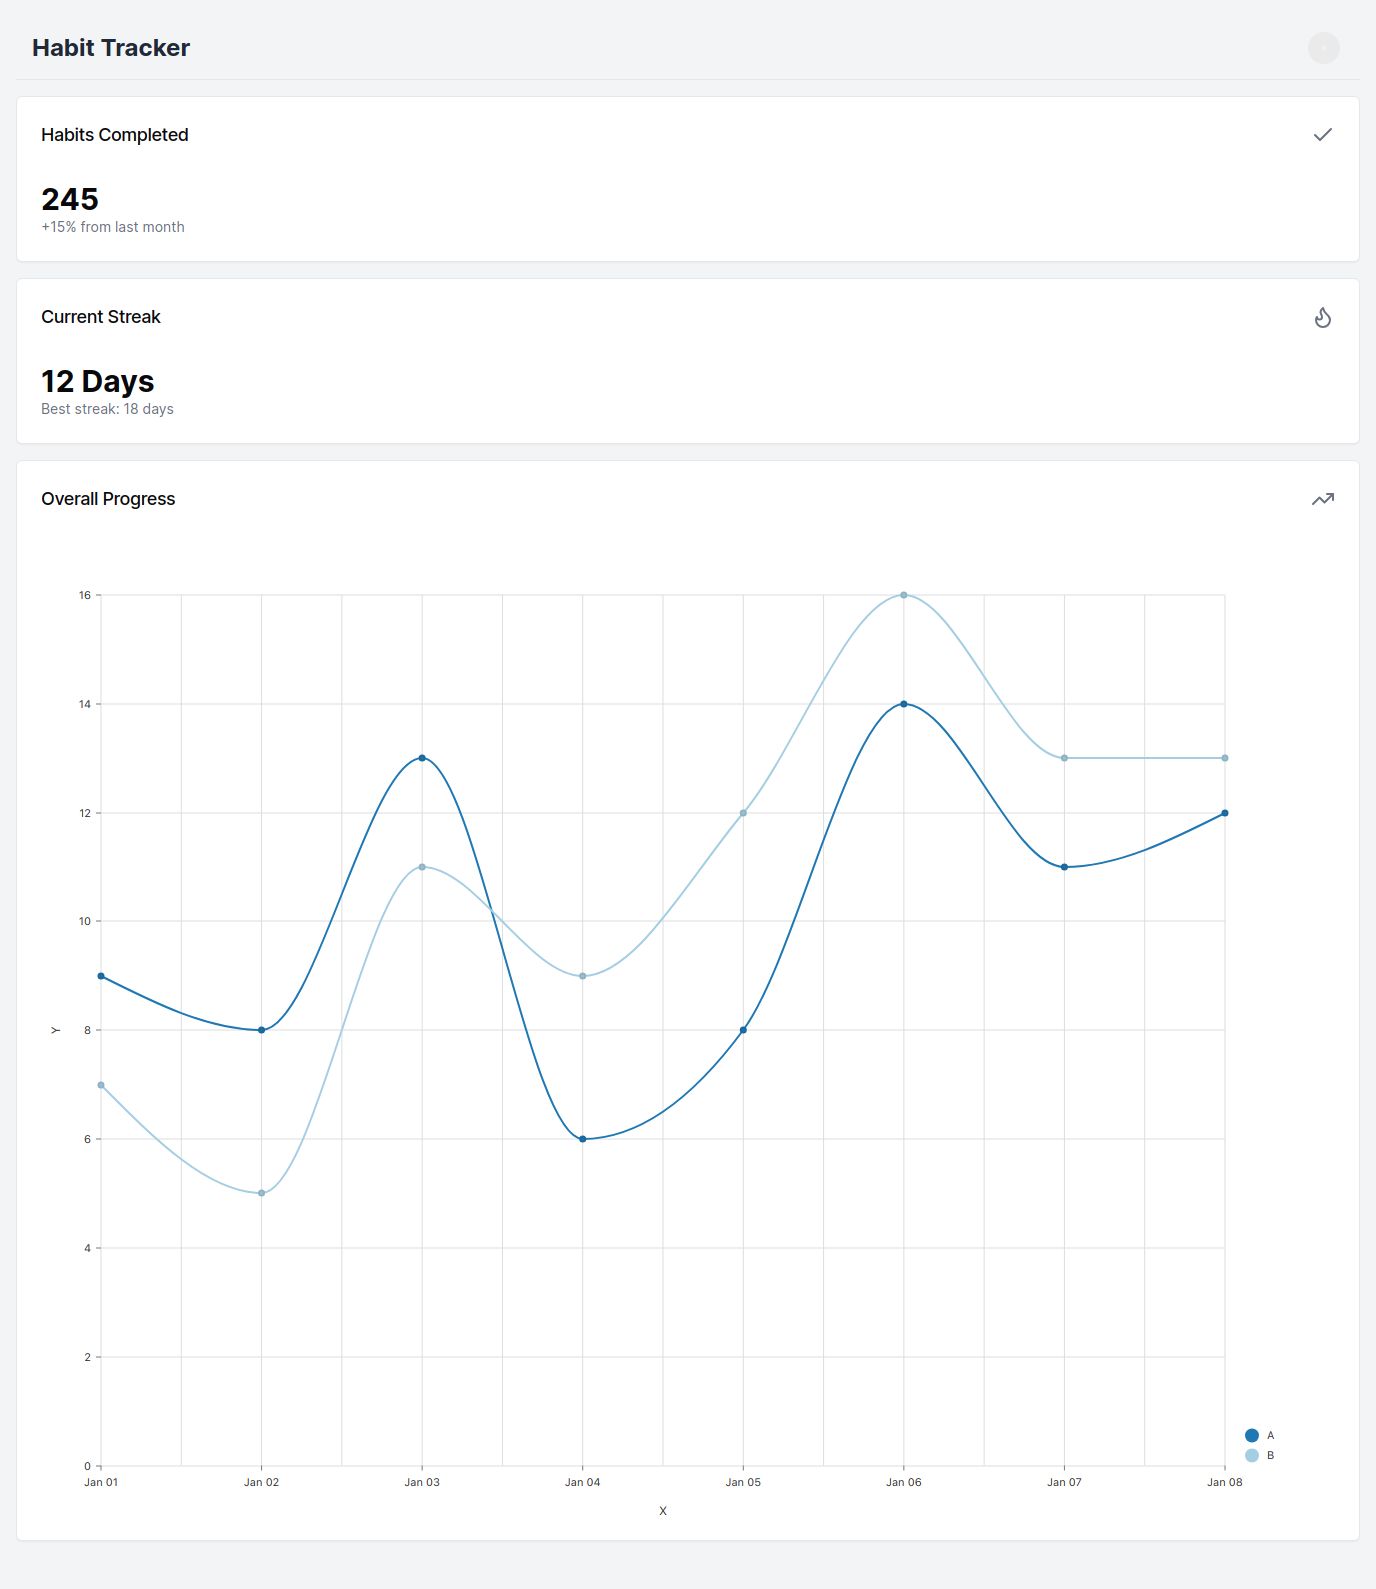 Habit Tracker
Habits Completed
245
+15% from last month
Current Streak
12 Days
Best streak: 18 days
Overall Progress
16
14
12
10
8
6
4
2
0
Y
Jan 01 Jan 02 Jan 03 Jan 04 Jan 05 Jan 06 Jan 07 Jan 08
X
A
B